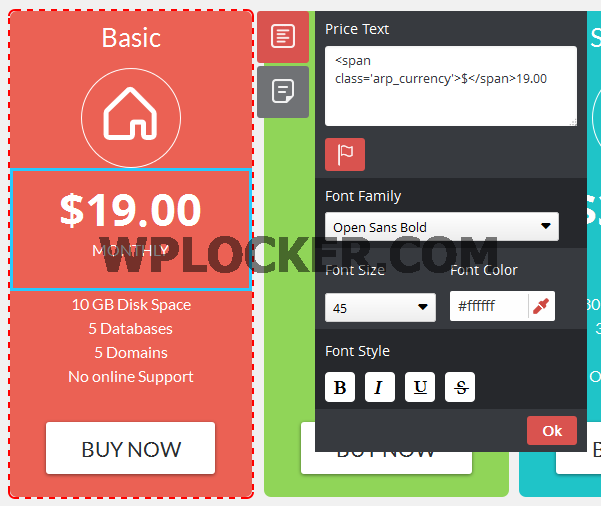 Basic
$19.00
MONTHLY
10 GB Disk Space
5 Databases
5 Domains
No online Support
BUY NOW
Price Text
<span
class='arp_currency'>$</span>19.00
Font Family
Open Sans Bold
Font Size
Font Color
45
#ffffff
Font Style
B I U S
Ok
BUY NOW
WPLOCKER.COM